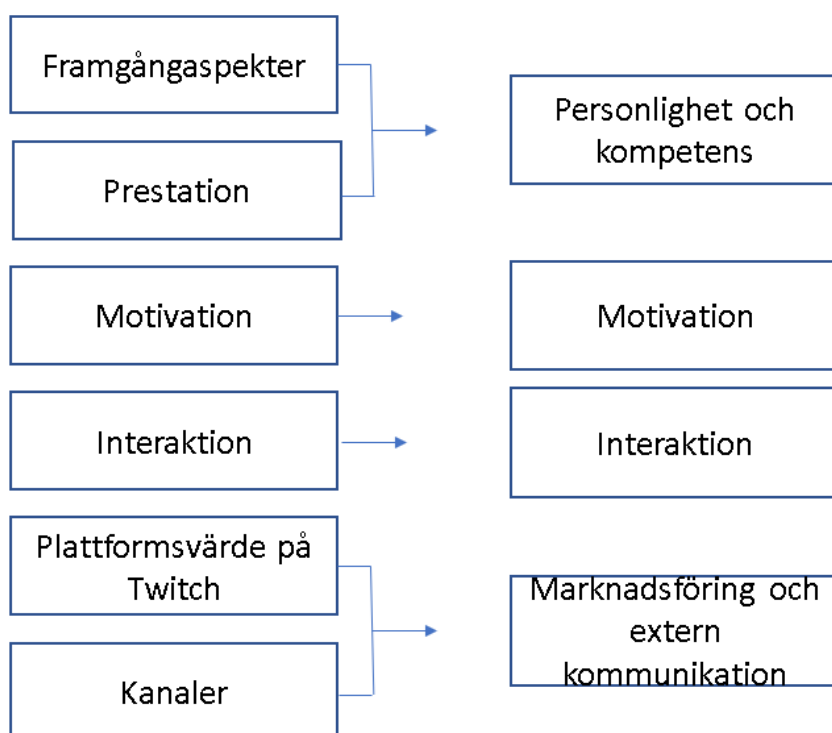 Framgångaspekter
Prestation
Personlighet och
kompetens
Motivation
Motivation
Interaktion
Interaktion
Plattformsvärde på
Twitch
Kanaler
Marknadsföring och
extern
kommunikation